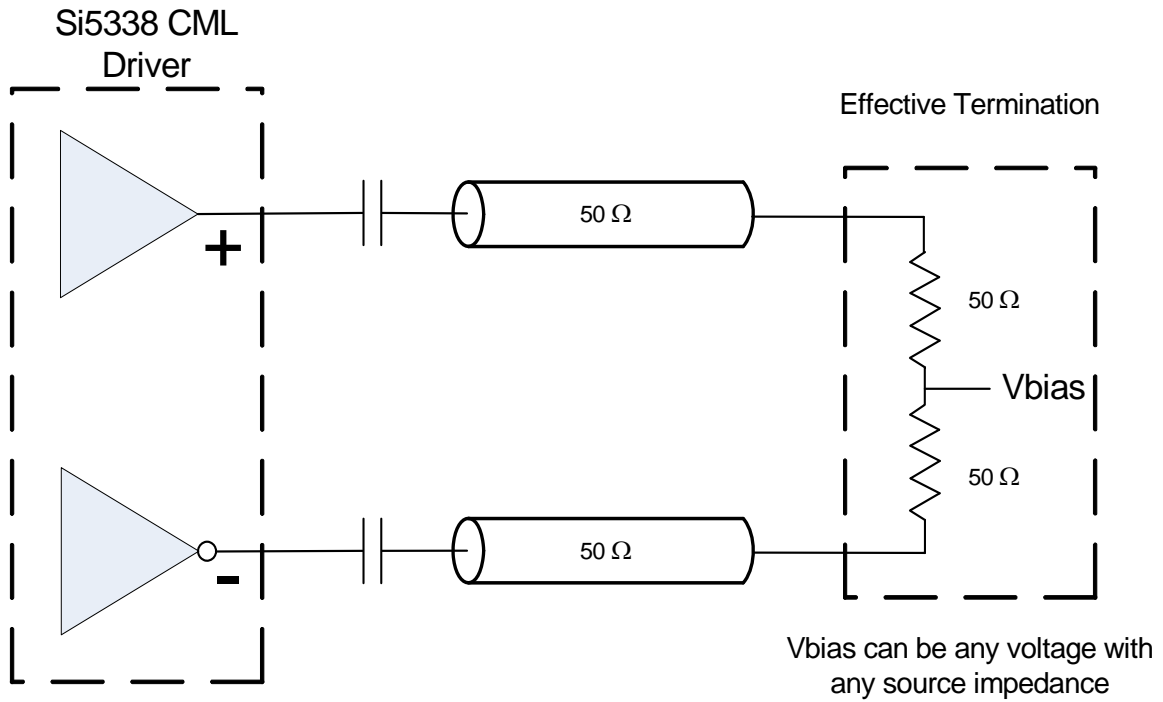 Si5338 CML
Driver
Effective Termination
+
50 Ω
50 Ω
Vbias
50 Ω
-
50 Ω
Vbias can be any voltage with
any source impedance